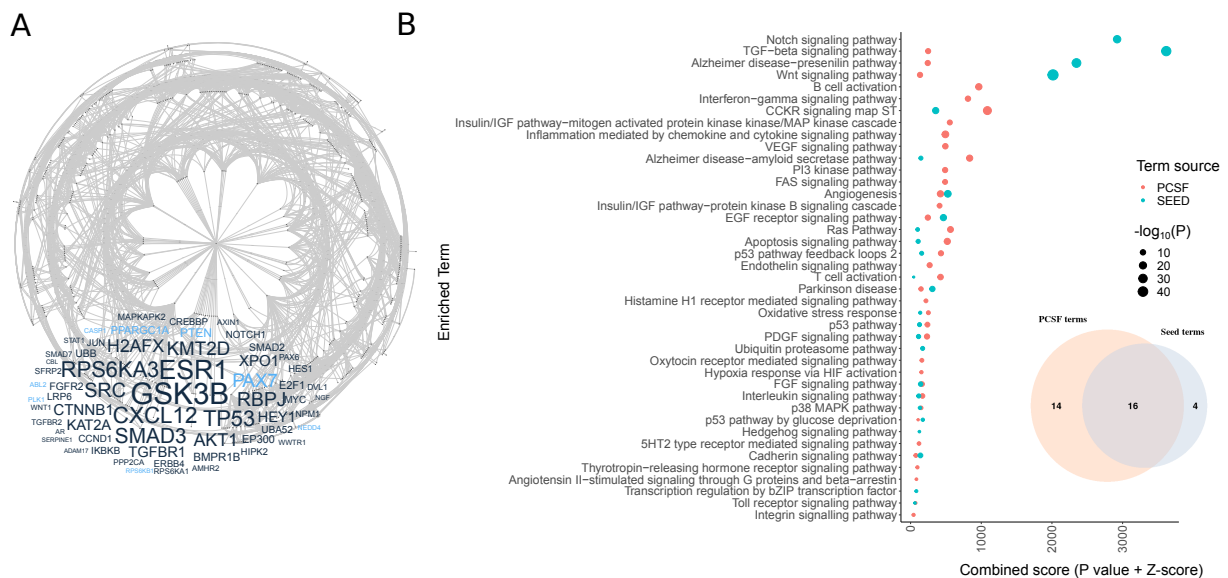 A
B
MAPKAPK2 CREBBP AXIN1
CASP1 PPARGC1A PTEN NOTCH1
STAT1 JUN H2AFX KMT2D SMAD2
SMAD7 UBB XPO1 PAX6
CBL RPS6KA3 ESR1 HES1
SFRP2 PAX7
ABL2 FGFR2 SRC GSK3B E2F1 DVL1
LRP6 RBPJ MYC NGF
PLK1
WNT1 CTNNB1 CXCL12 TP53 HEY1 NPM1
TGFBR2 KAT2A UBA52 NEDD4
AR CCND1 SMAD3 AKT1 EP300
SERPINE1 WWTR1
ADAM17 IKBKB TGFBR1 BMPR1B HIPK2
PPP2CA ERBB4 AMHR2
RPS6KB1 RPS6KA1
Enriched Term
Notch signaling pathway
TGF-beta signaling pathway
Alzheimer disease-presenilin pathway
Wnt signaling pathway
B cell activation
Interferon-gamma signaling pathway
CCKR signaling map ST
Insulin/IGF pathway-mitogen activated protein kinase kinase/MAP kinase cascade
Inflammation mediated by chemokine and cytokine signaling pathway
VEGF signaling pathway
Alzheimer disease-amyloid secretase pathway
PI3 kinase pathway
FAS signaling pathway
Angiogenesis
Insulin/IGF pathway-protein kinase B signaling cascade
EGF receptor signaling pathway
Ras Pathway
Apoptosis signaling pathway
p53 pathway feedback loops 2
Endothelin signaling pathway
T cell activation
Parkinson disease
Histamine H1 receptor mediated signaling pathway
Oxidative stress response
p53 pathway
PDGF signaling pathway
Ubiquitin proteasome pathway
Oxytocin receptor mediated signaling pathway
Hypoxia response via HIF activation
FGF signaling pathway
Interleukin signaling pathway
p38 MAPK pathway
p53 pathway by glucose deprivation
Hedgehog signaling pathway
5HT2 type receptor mediated signaling pathway
Cadherin signaling pathway
Thyrotropin-releasing hormone receptor signaling pathway
Angiotensin II-stimulated signaling through G proteins and beta-arrestin
Transcription regulation by bZIP transcription factor
Toll receptor signaling pathway
Integrin signalling pathway
0 1000 2000 3000
Combined score (P value + Z-score)
Term source
PCSF
SEED
-log10(P)
10
20
30
40
PCSF terms
Seed terms
14 16 4